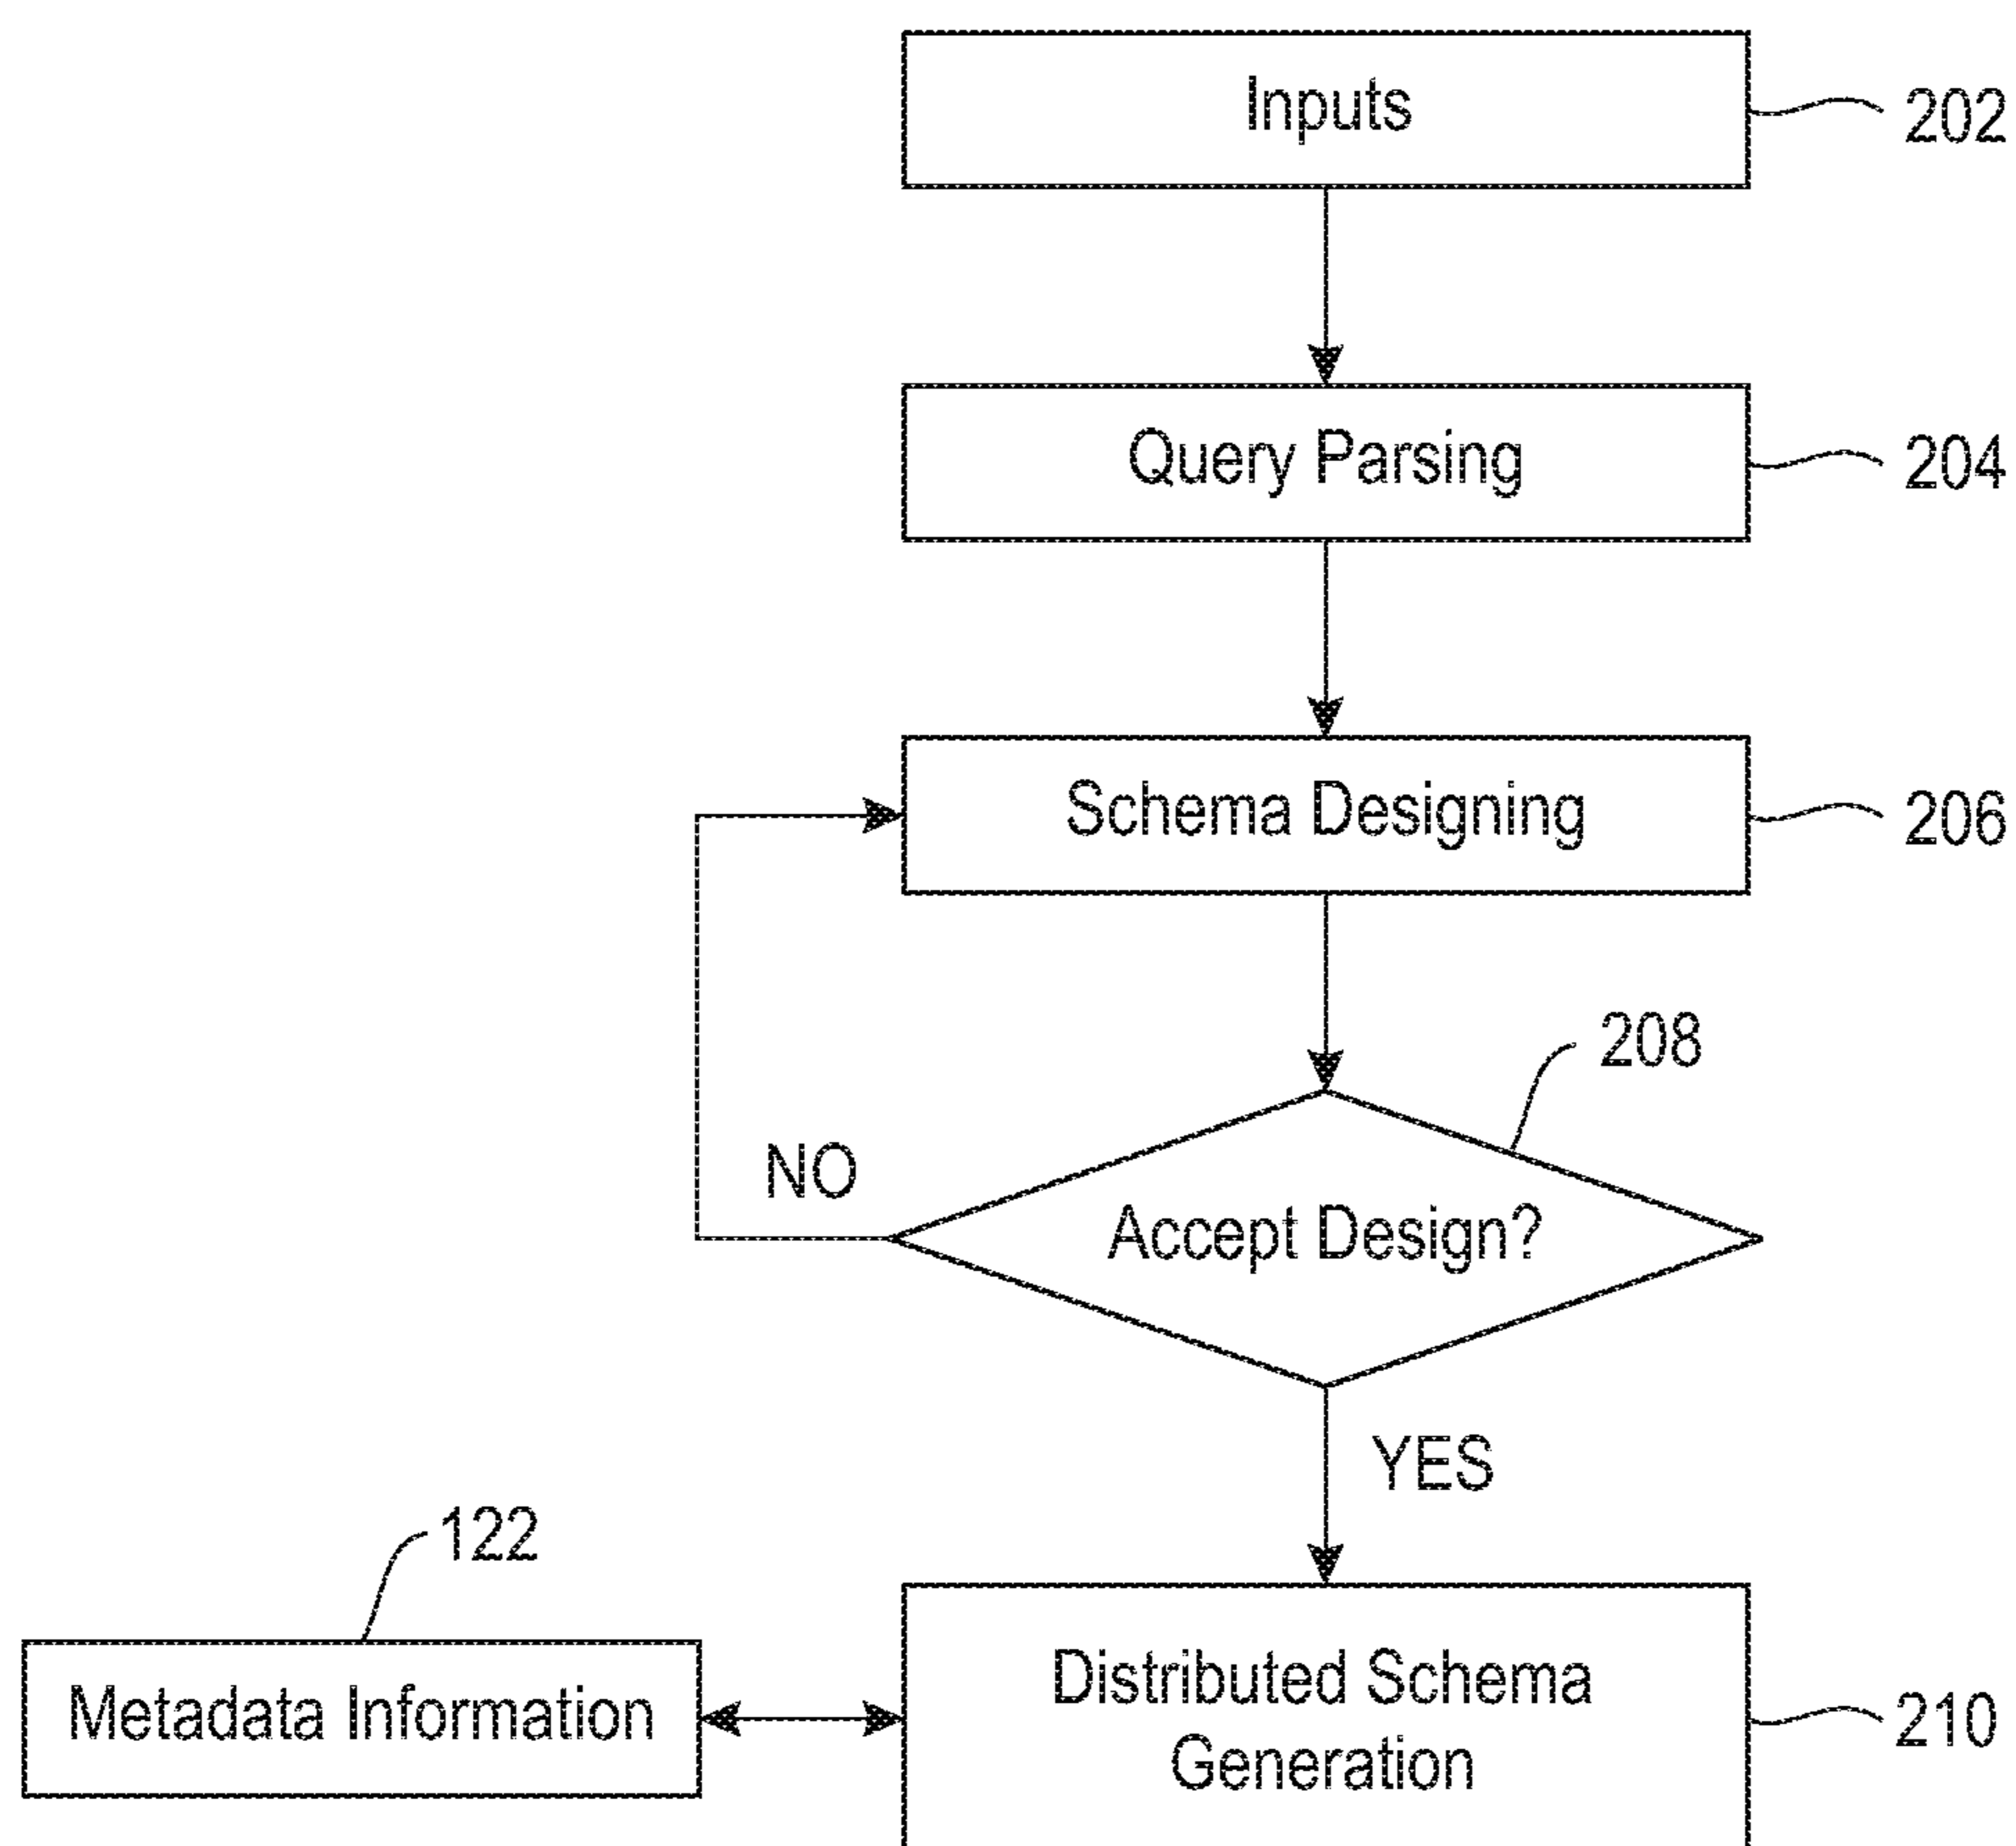 Inputs
202
Query Parsing
204
Schema Designing
206
208
NO
Accept Design?
YES
122
Metadata Information
Distributed Schema
Generation
210